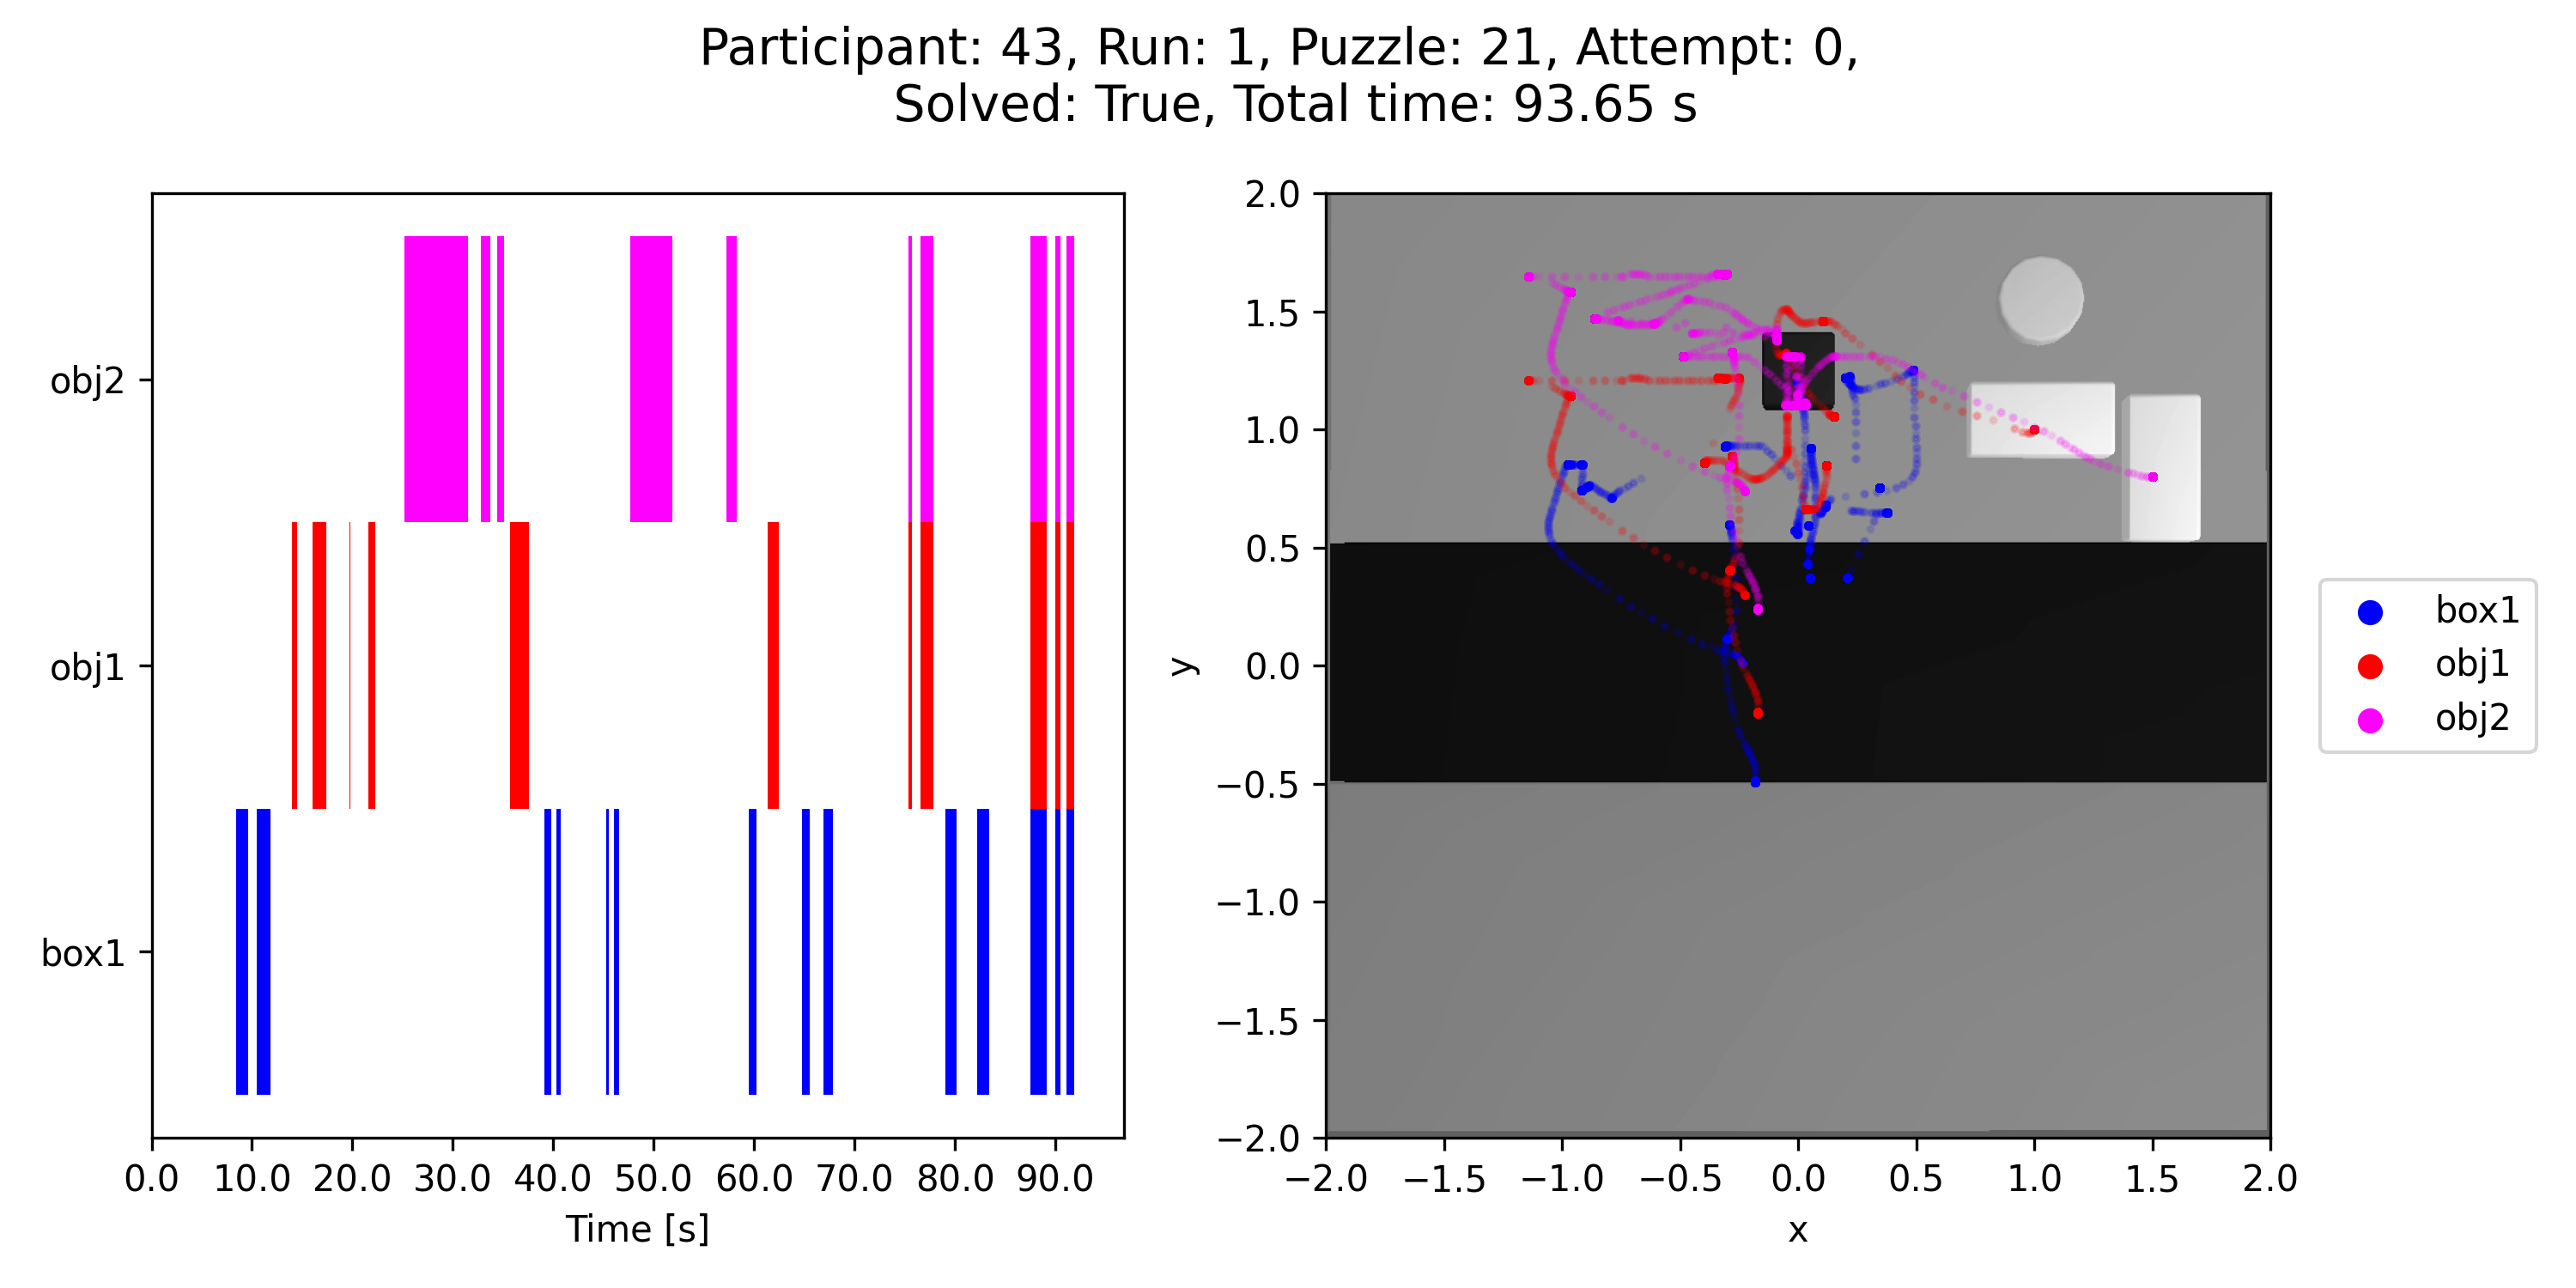 Participant: 43, Run: 1, Puzzle: 21, Attempt: 0,
Solved: True, Total time: 93.65 s
obj2
obj1
box1
0.0 10.0 20.0 30.0 40.0 50.0 60.0 70.0 80.0 90.0
Time [s]
2.0
1.5
1.0
0.5
0.0
−0.5
−1.0
−1.5
−2.0
y
−2.0 −1.5 −1.0 −0.5 0.0 0.5 1.0 1.5 2.0
x
box1
obj1
obj2